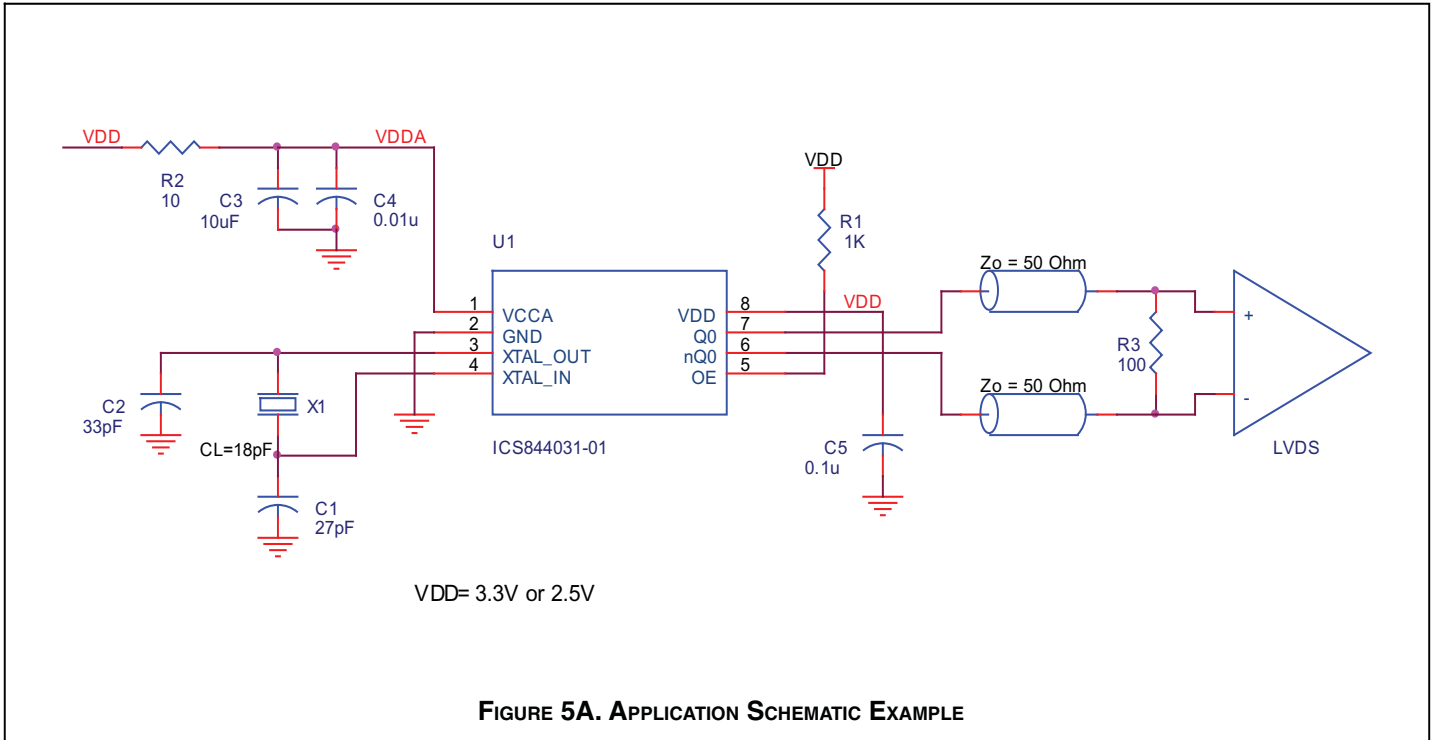 VDD
VDDA
R2
10
C3
10uF
C4
0.01u
VDD
R1
1K
U1
1
2
3
4
VCCA
GND
XTAL_OUT
XTAL_IN
VDD
Q0
nQ0
OE
8
7
6
5
VDD
ICS844031-01
C2
33pF
X1
CL=18pF
C1
27pF
C5
0.1u
Zo = 50 Ohm
Zo = 50 Ohm
R3
100
+
-
LVDS
VDD= 3.3V or 2.5V
FIGURE 5A. APPLICATION SCHEMATIC EXAMPLE